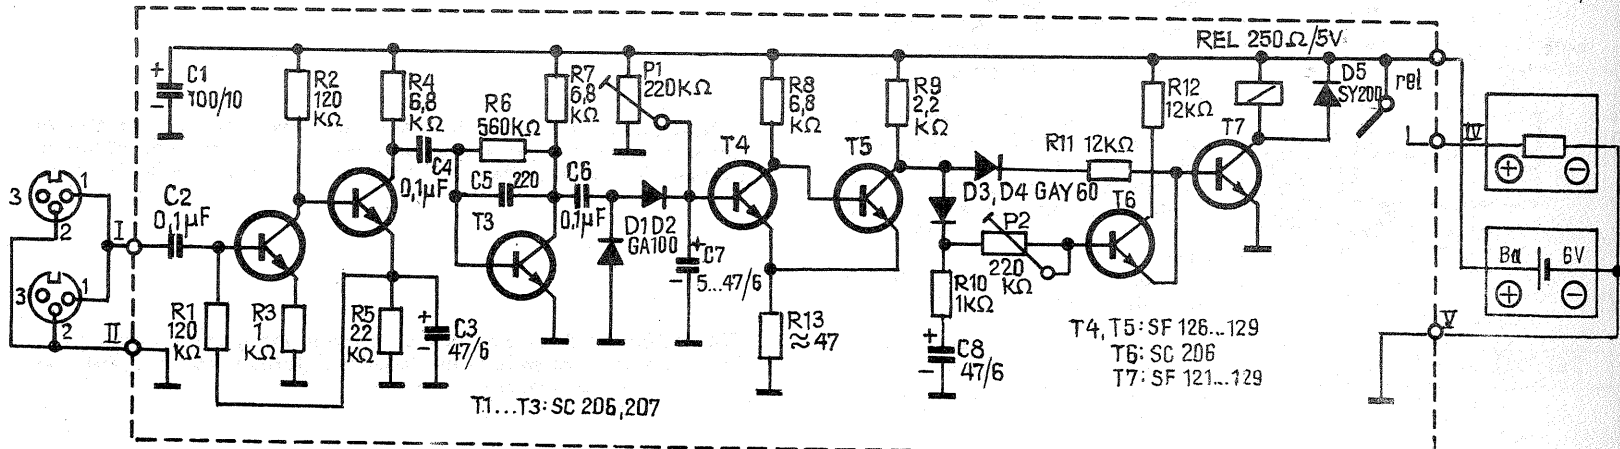 REL 250Ω/5V
+
C1
100/10
−
R2
120
KΩ
R4
6,8
KΩ
R6
560KΩ
R7
6,8
KΩ
P1
220KΩ
R8
6,8
KΩ
R9
2,2
KΩ
R12
12KΩ
D5
SY200
rel
IV
+
−
T4
T5
R11 12KΩ
T7
C4
0,1µF
C5
220
C6
0,1µF
T3
D1 D2
GA100
D3, D4 GAY 60
T6
P2
220
KΩ
3
1
2
C2
0,1µF
I
3
1
2
II
R1
120
KΩ
R3
1
KΩ
R5
22
KΩ
+
C3
−
47/6
+
C7
−
5...47/6
R13
≈47
R10
1KΩ
+
C8
−
47/6
Ba
6V
+
−
V
T4, T5: SF 126...129
T6: SC 206
T7: SF 121...129
T1...T3: SC 206,207